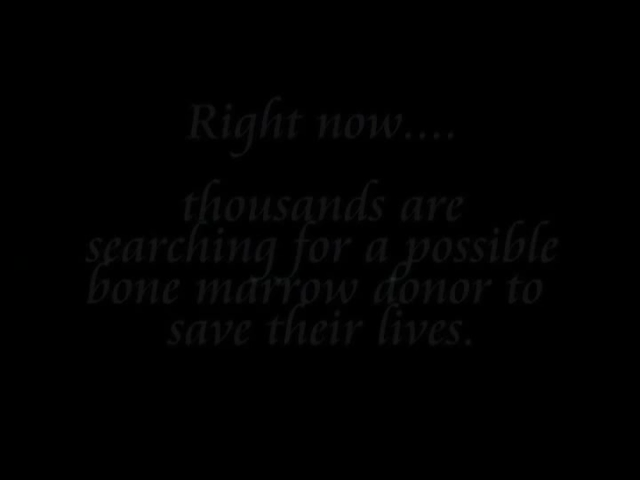 Right now....
thousands are
searching for a possible
bone marrow donor to
save their lives.